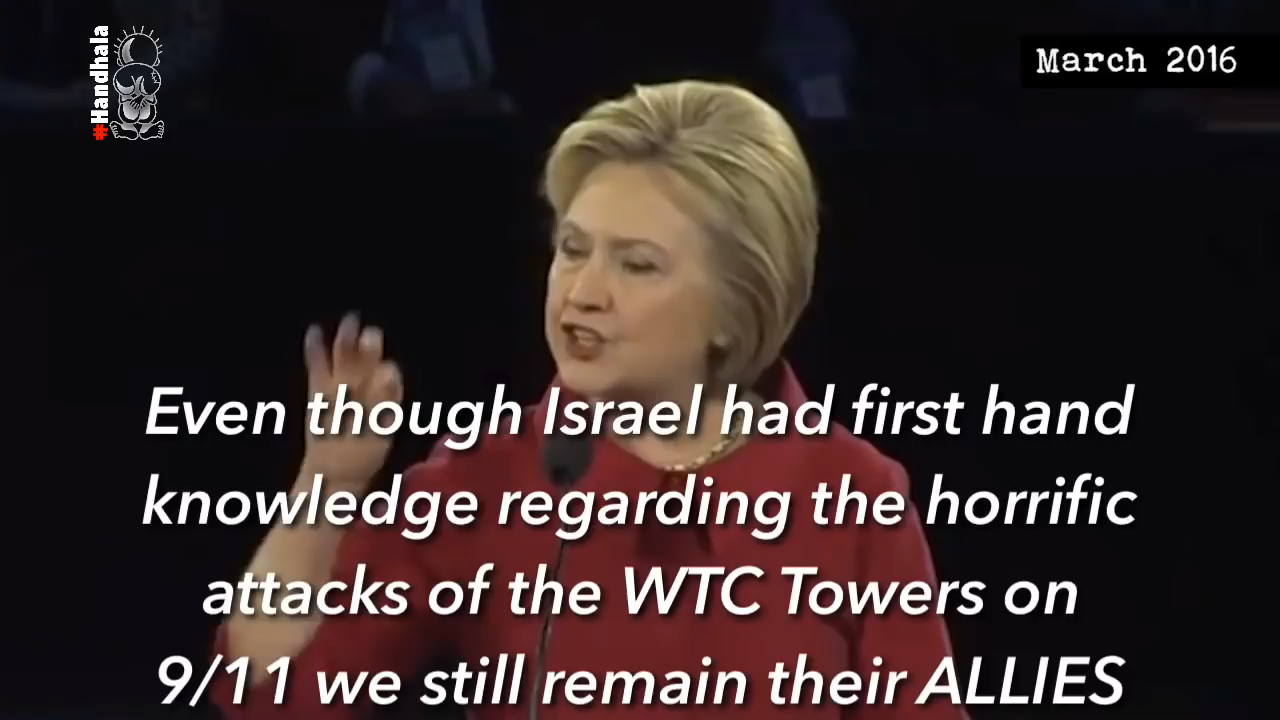 #Handhala
March 2016
Even though Israel had first hand
knowledge regarding the horrific
attacks of the WTC Towers on
9/11 we still remain their ALLIES